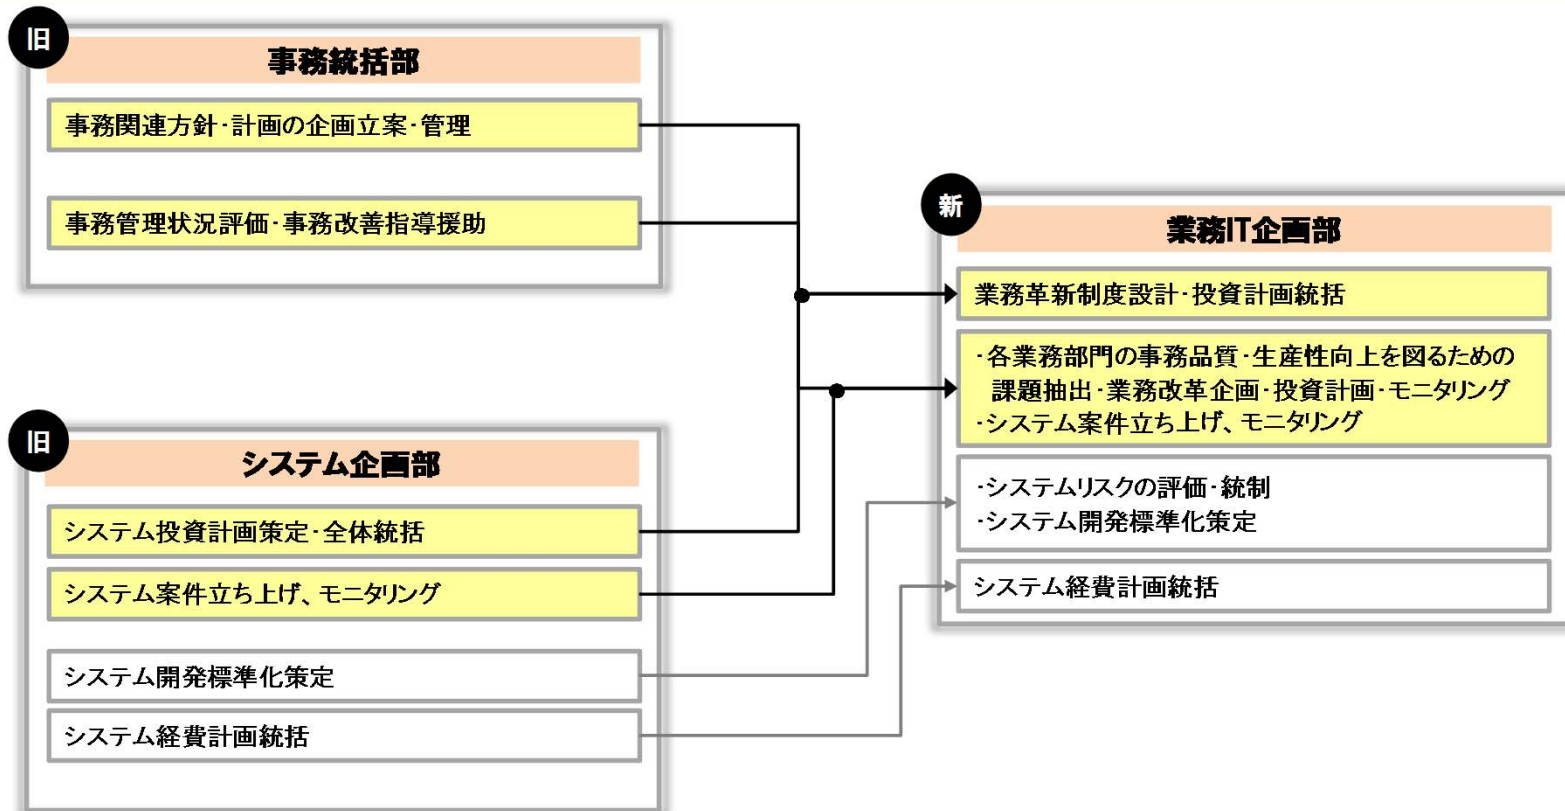 旧
事務統括部
事務関連方針・計画の企画立案・管理
事務管理状況評価・事務改善指導援助
旧
システム企画部
システム投資計画策定・全体統括
システム案件立ち上げ、モニタリング
システム開発標準化策定
システム経費計画統括
新
業務IT企画部
業務革新制度設計・投資計画統括
・各業務部門の事務品質・生産性向上を図るための
課題抽出・業務改革企画・投資計画・モニタリング
・システム案件立ち上げ、モニタリング
・システムリスクの評価・統制
・システム開発標準化策定
システム経費計画統括